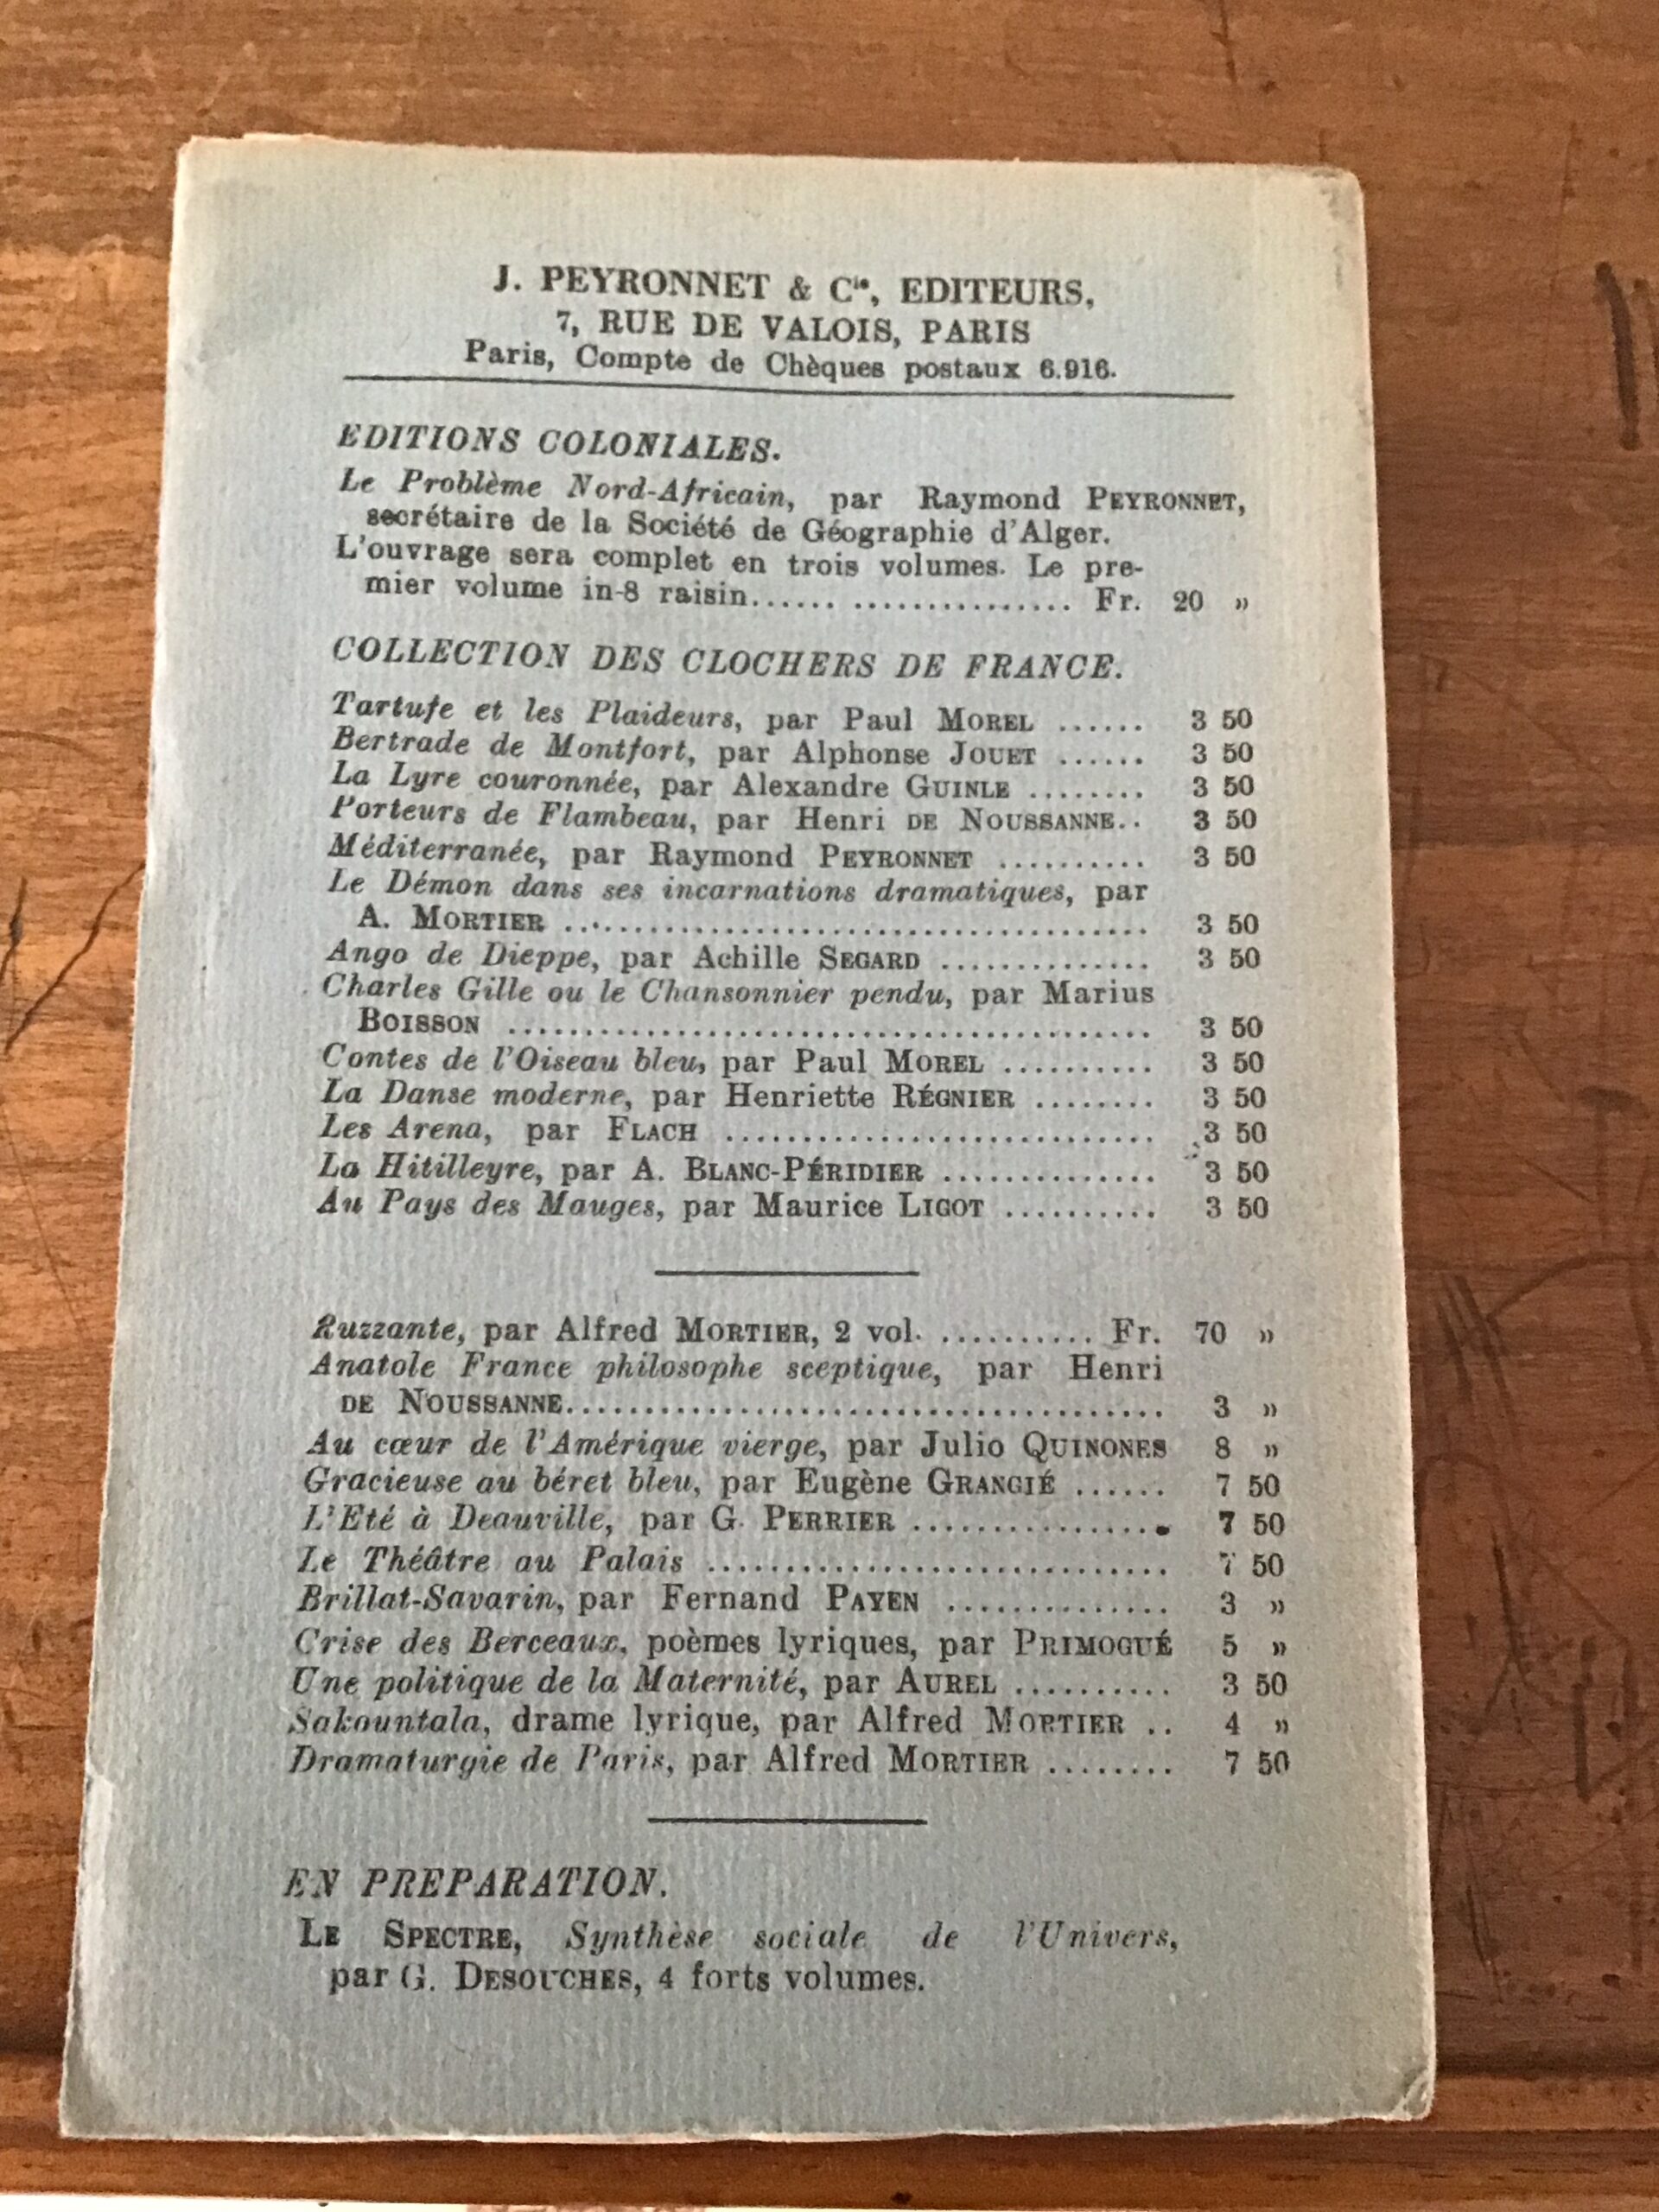 J. PEYRONNET & Cie, EDITEURS,
7, RUE DE VALOIS, PARIS
Paris, Compte de Chèques postaux 6.916.
EDITIONS COLONIALES.
Le Problème Nord-Africain, par Raymond PEYRONNET,
secrétaire de la Société de Géographie d'Alger.
L'ouvrage sera complet en trois volumes. Le pre-
mier volume in-8 raisin...... ............... Fr. 20 »
COLLECTION DES CLOCHERS DE FRANCE.
Tartufe et les Plaideurs, par Paul MOREL ...... 3 50
Bertrade de Montfort, par Alphonse JOUET ...... 3 50
La Lyre couronnée, par Alexandre GUINLE ........ 3 50
Porteurs de Flambeau, par Henri DE NOUSSANNE.. 3 50
Méditerranée, par Raymond PEYRONNET .......... 3 50
Le Démon dans ses incarnations dramatiques, par
A. MORTIER ....................................... 3 50
Ango de Dieppe, par Achille SEGARD .............. 3 50
Charles Gille ou le Chansonnier pendu, par Marius
BOISSON ........................................... 3 50
Contes de l'Oiseau bleu, par Paul MOREL .......... 3 50
La Danse moderne, par Henriette RÉGNIER ........ 3 50
Les Arena, par FLACH ............................. 3 50
La Hitilleyre, par A. BLANC-PÉRIDIER .............. 3 50
Au Pays des Mauges, par Maurice LIGOT .......... 3 50
Ruzzante, par Alfred MORTIER, 2 vol. .......... Fr. 70 »
Anatole France philosophe sceptique, par Henri
DE NOUSSANNE........................................ 3 »
Au cœur de l'Amérique vierge, par Julio QUINONES 8 »
Gracieuse au béret bleu, par Eugène GRANGIÉ ...... 7 50
L'Eté à Deauville, par G. PERRIER ................. 7 50
Le Théâtre au Palais ............................... 7 50
Brillat-Savarin, par Fernand PAYEN ............... 3 »
Crise des Berceaux, poèmes lyriques, par PRIMOGUÉ 5 »
Une politique de la Maternité, par AUREL .......... 3 50
Sakountala, drame lyrique, par Alfred MORTIER .. 4 »
Dramaturgie de Paris, par Alfred MORTIER ........ 7 50
EN PREPARATION.
LE SPECTRE, Synthèse sociale de l'Univers,
par G. DESOUCHES, 4 forts volumes.